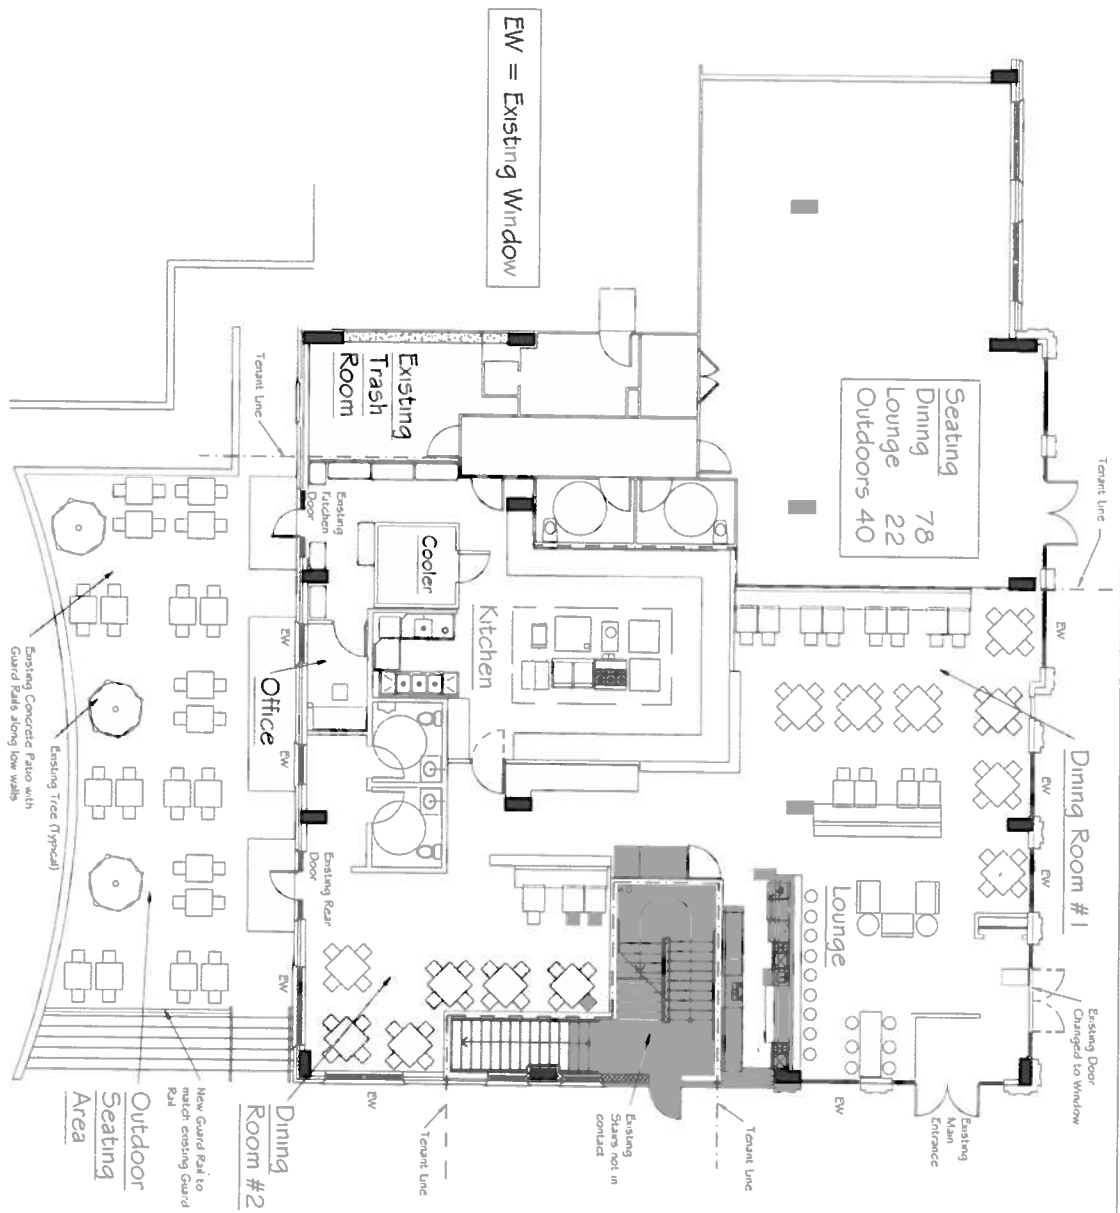 EW = Existing Window
Seating
Dining 78
Lounge 22
Outdoors 40
Tenant Line
Existing
Trash
Room
Tenant Line
Existing
Kitchen
Door
Cooler
Kitchen
EW
Office
EW
EW
Dining Room #1
EW
EW
Lounge
Existing Door
Changed to Window
Existing
Main
Entrance
EW
Tenant Line
Existing
Stairs not in
contact
Tenant Line
EW
Dining
Room #2
Existing Rear
Door
EW
Existing Concrete Patio with
Guard Rails along low walls
Existing Tree (Typical)
New Guard Rail to
match existing Guard
Rail
Outdoor
Seating
Area